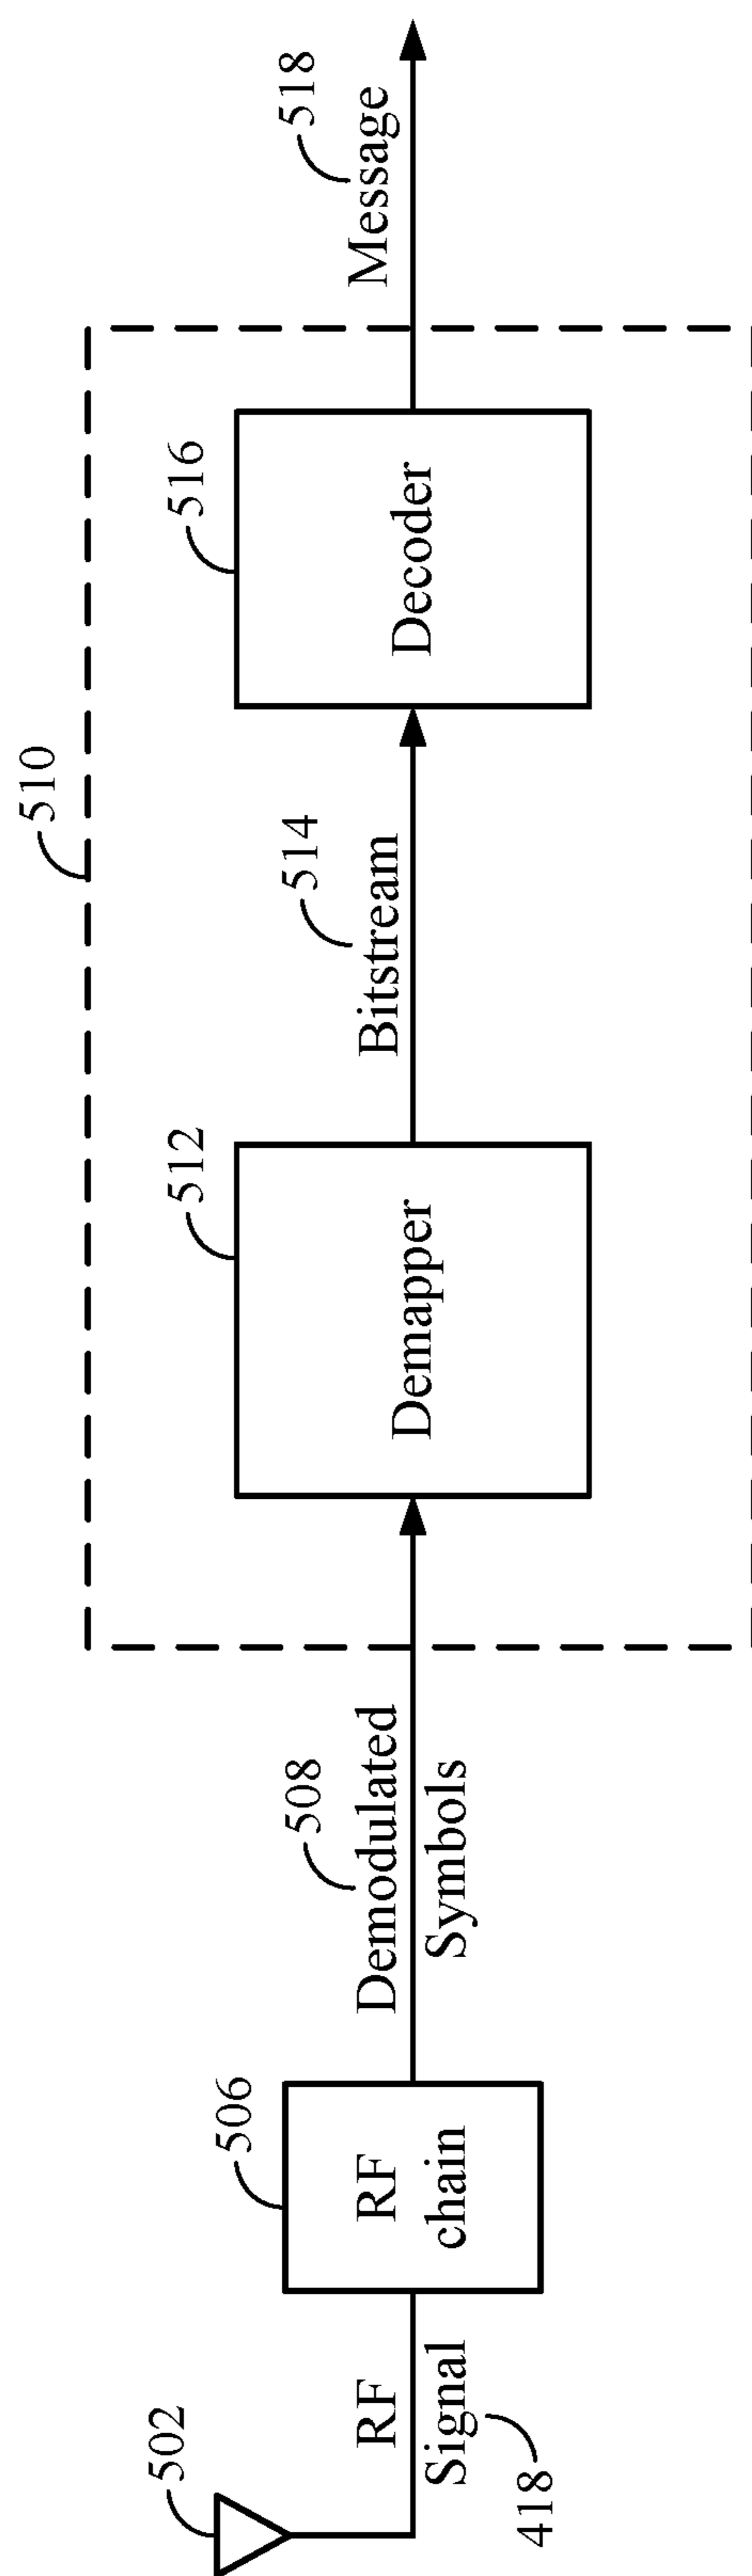 502
RF
Signal
418
506
RF
chain
508
Demodulated
Symbols
510
512
Demapper
514
Bitstream
516
Decoder
518
Message